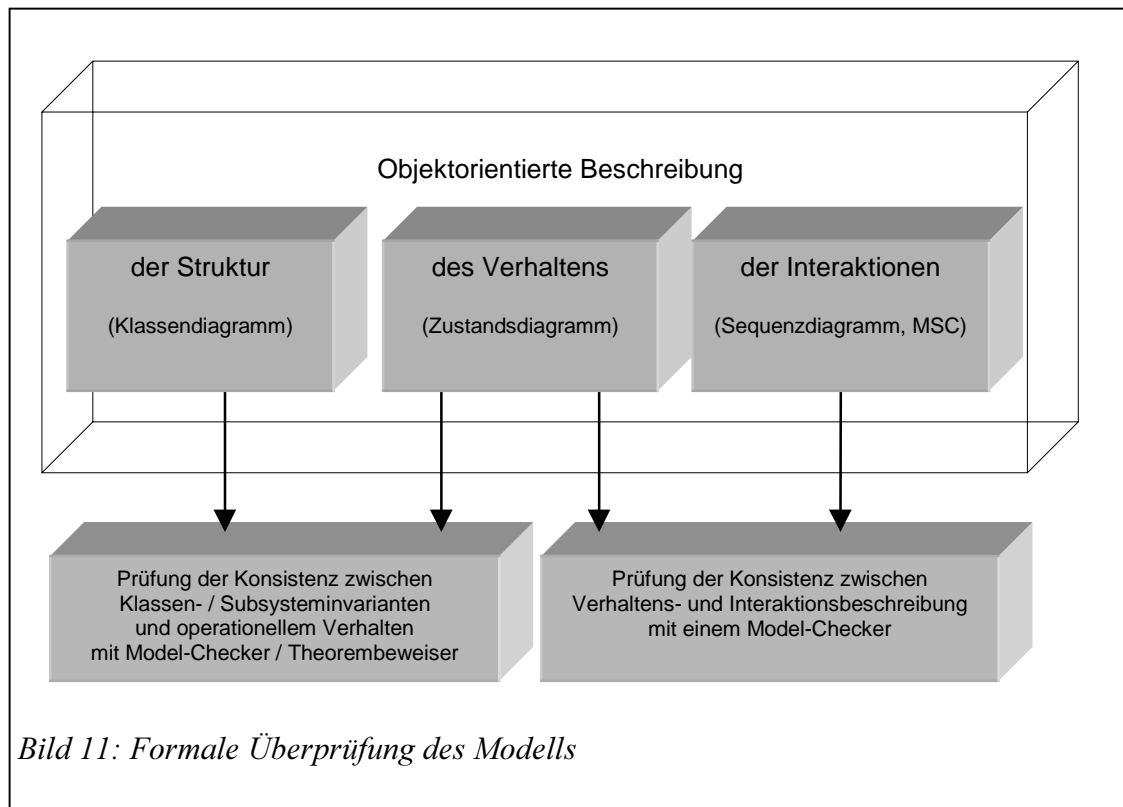 Objektorientierte Beschreibung
der Struktur
(Klassendiagramm)
des Verhaltens
(Zustandsdiagramm)
der Interaktionen
(Sequenzdiagramm, MSC)
Prüfung der Konsistenz zwischen
Klassen- / Subsysteminvarianten
und operationellem Verhalten
mit Model-Checker / Theorembeweiser
Prüfung der Konsistenz zwischen
Verhaltens- und Interaktionsbeschreibung
mit einem Model-Checker
Bild 11: Formale Überprüfung des Modells